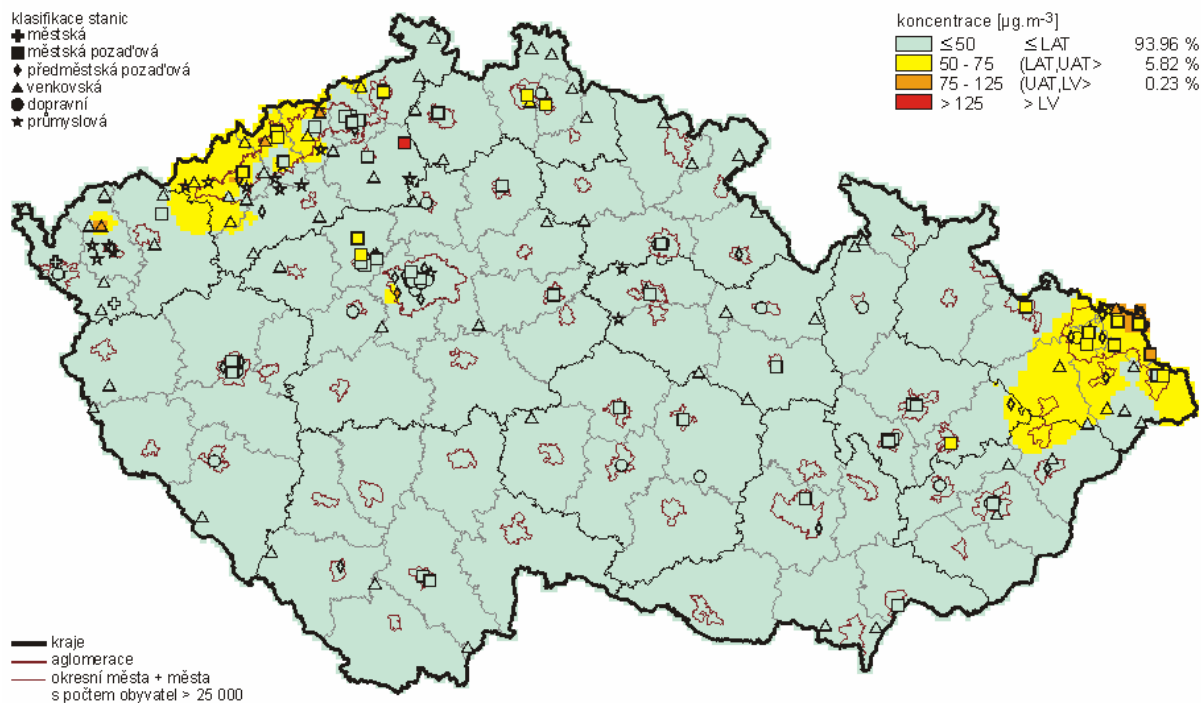 klasifikace stanic
městská
městská pozaďová
předměstská pozaďová
venkovská
dopravní
průmyslová
koncentrace [µg.m-3]
≤50 ≤LAT 93.96 %
50 - 75 (LAT,UAT> 5.82 %
75 - 125 (UAT,LV> 0.23 %
> 125 > LV
kraje
aglomerace
okresní města + města
s počtem obyvatel > 25 000